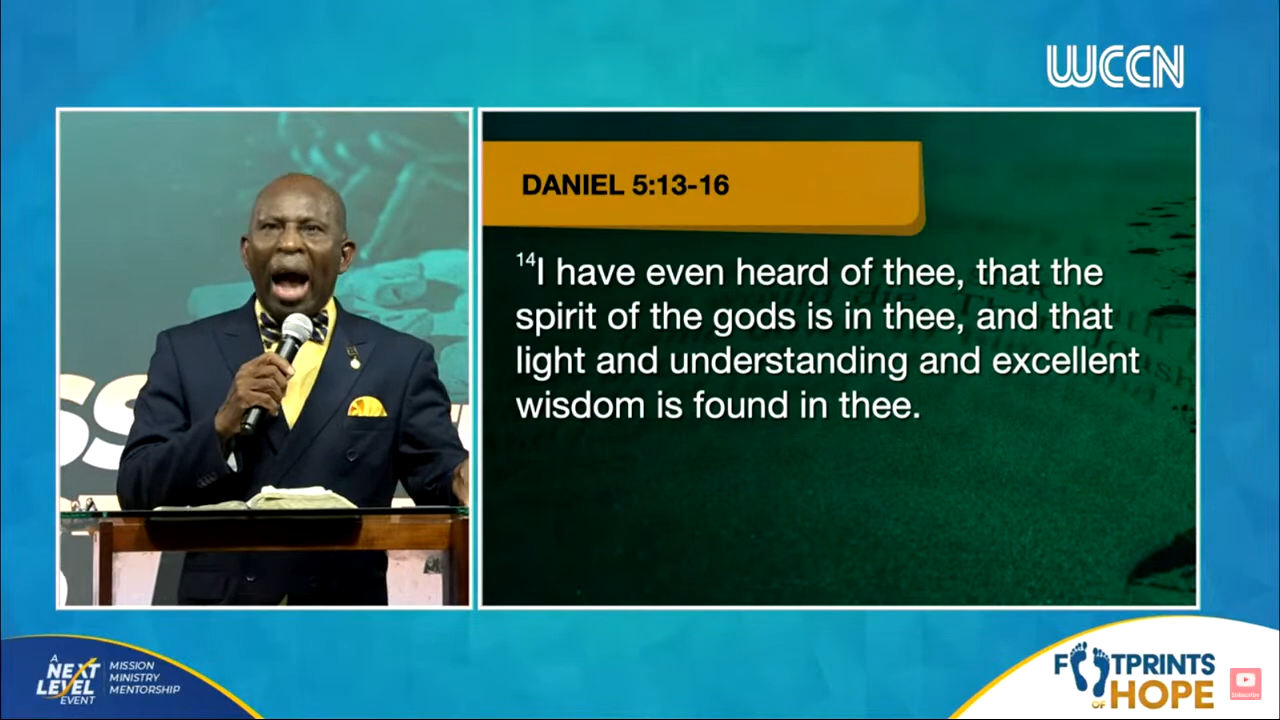 WCCN
DANIEL 5:13-16
14I have even heard of thee, that the
spirit of the gods is in thee, and that
light and understanding and excellent
wisdom is found in thee.
A
NEXT
LEVEL
EVENT
MISSION
MINISTRY
MENTORSHIP
FOOTPRINTS
OF HOPE
Subscribe